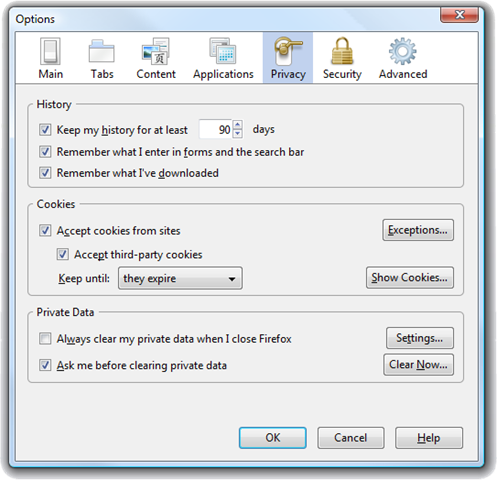 Options
Main Tabs Content Applications Privacy Security Advanced
History
Keep my history for at least 90 days
Remember what I enter in forms and the search bar
Remember what I've downloaded
Cookies
Accept cookies from sites Exceptions...
Accept third-party cookies
Keep until: they expire Show Cookies...
Private Data
Always clear my private data when I close Firefox Settings...
Ask me before clearing private data Clear Now...
OK Cancel Help